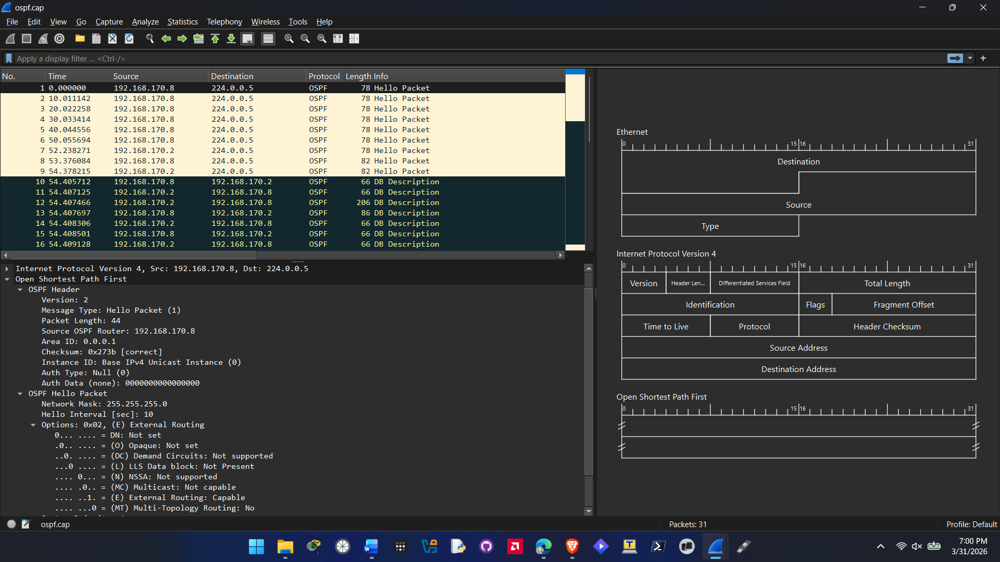 ospf.cap
File Edit View Go Capture Analyze Statistics Telephony Wireless Tools Help
Apply a display filter ... <Ctrl-/>
No. Time Source Destination Protocol Length Info
1 0.000000 192.168.170.8 224.0.0.5 OSPF 78 Hello Packet
2 10.011142 192.168.170.8 224.0.0.5 OSPF 78 Hello Packet
3 20.022258 192.168.170.8 224.0.0.5 OSPF 78 Hello Packet
4 30.033414 192.168.170.8 224.0.0.5 OSPF 78 Hello Packet
5 40.044556 192.168.170.8 224.0.0.5 OSPF 78 Hello Packet
6 50.055694 192.168.170.8 224.0.0.5 OSPF 78 Hello Packet
7 52.238271 192.168.170.2 224.0.0.5 OSPF 78 Hello Packet
8 53.376084 192.168.170.8 224.0.0.5 OSPF 82 Hello Packet
9 54.378215 192.168.170.2 224.0.0.5 OSPF 82 Hello Packet
10 54.405712 192.168.170.8 192.168.170.2 OSPF 66 DB Description
11 54.407125 192.168.170.2 192.168.170.8 OSPF 66 DB Description
12 54.407466 192.168.170.2 192.168.170.8 OSPF 206 DB Description
13 54.407697 192.168.170.8 192.168.170.2 OSPF 86 DB Description
14 54.408306 192.168.170.2 192.168.170.8 OSPF 66 DB Description
15 54.408501 192.168.170.8 192.168.170.2 OSPF 66 DB Description
16 54.409128 192.168.170.2 192.168.170.8 OSPF 66 DB Description
Internet Protocol Version 4, Src: 192.168.170.8, Dst: 224.0.0.5
Open Shortest Path First
OSPF Header
Version: 2
Message Type: Hello Packet (1)
Packet Length: 44
Source OSPF Router: 192.168.170.8
Area ID: 0.0.0.1
Checksum: 0x273b [correct]
Instance ID: Base IPv4 Unicast Instance (0)
Auth Type: Null (0)
Auth Data (none): 0000000000000000
OSPF Hello Packet
Network Mask: 255.255.255.0
Hello Interval [sec]: 10
Options: 0x02, (E) External Routing
0... .... = DN: Not set
.0.. .... = (O) Opaque: Not set
..0. .... = (DC) Demand Circuits: Not supported
...0 .... = (L) LLS Data block: Not Present
.... 0... = (N) NSSA: Not supported
.... .0.. = (MC) Multicast: Not capable
.... ..1. = (E) External Routing: Capable
.... ...0 = (MT) Multi-Topology Routing: No
Ethernet
0 15 16 31
Destination
Source
Type
Internet Protocol Version 4
0 15 16 31
Version Header Len... Differentiated Services Field Total Length
Identification Flags Fragment Offset
Time to Live Protocol Header Checksum
Source Address
Destination Address
Open Shortest Path First
0 15 16 31
ospf.cap Packets: 31 Profile: Default
7:00 PM
3/31/2026